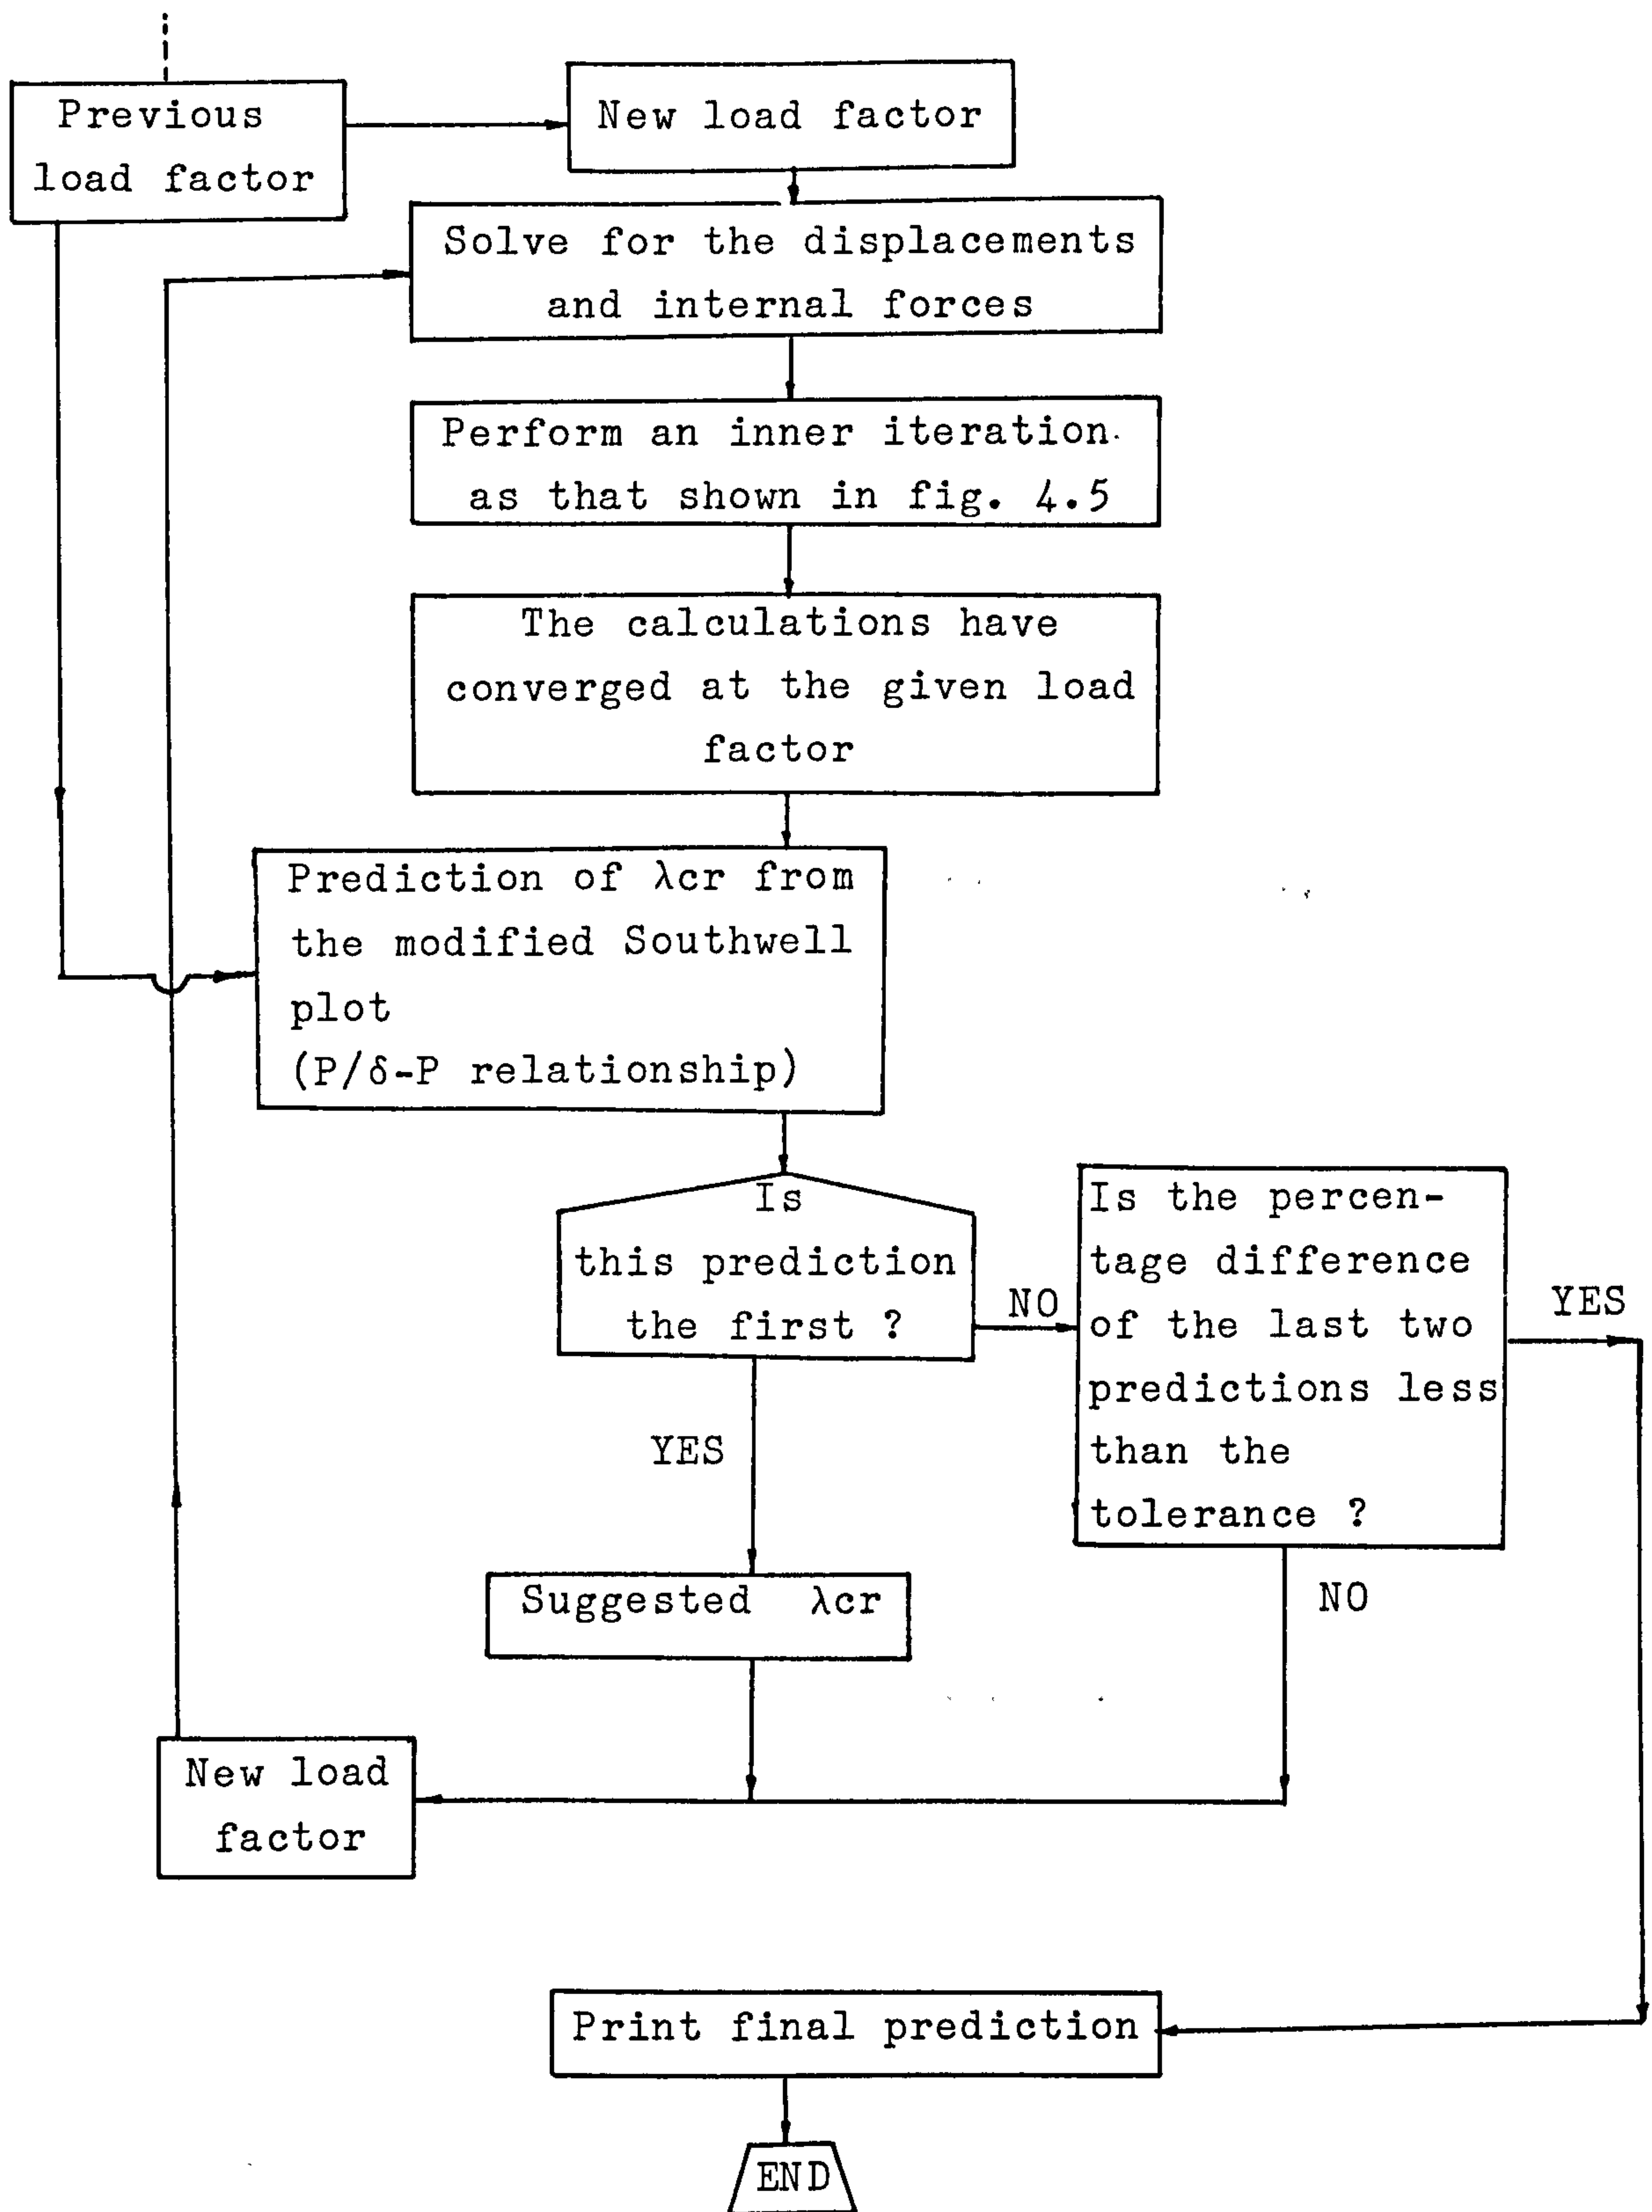 Previous
load factor
New load factor
Solve for the displacements
and internal forces
Perform an inner iteration
as that shown in fig. 4.5
The calculations have
converged at the given load
factor
Prediction of λcr from
the modified Southwell
plot
(P/δ-P relationship)
Is
this prediction
the first ?
NO
Is the percen-
tage difference
of the last two
predictions less
than the
tolerance ?
YES
YES
NO
Suggested λcr
New load
factor
Print final prediction
END